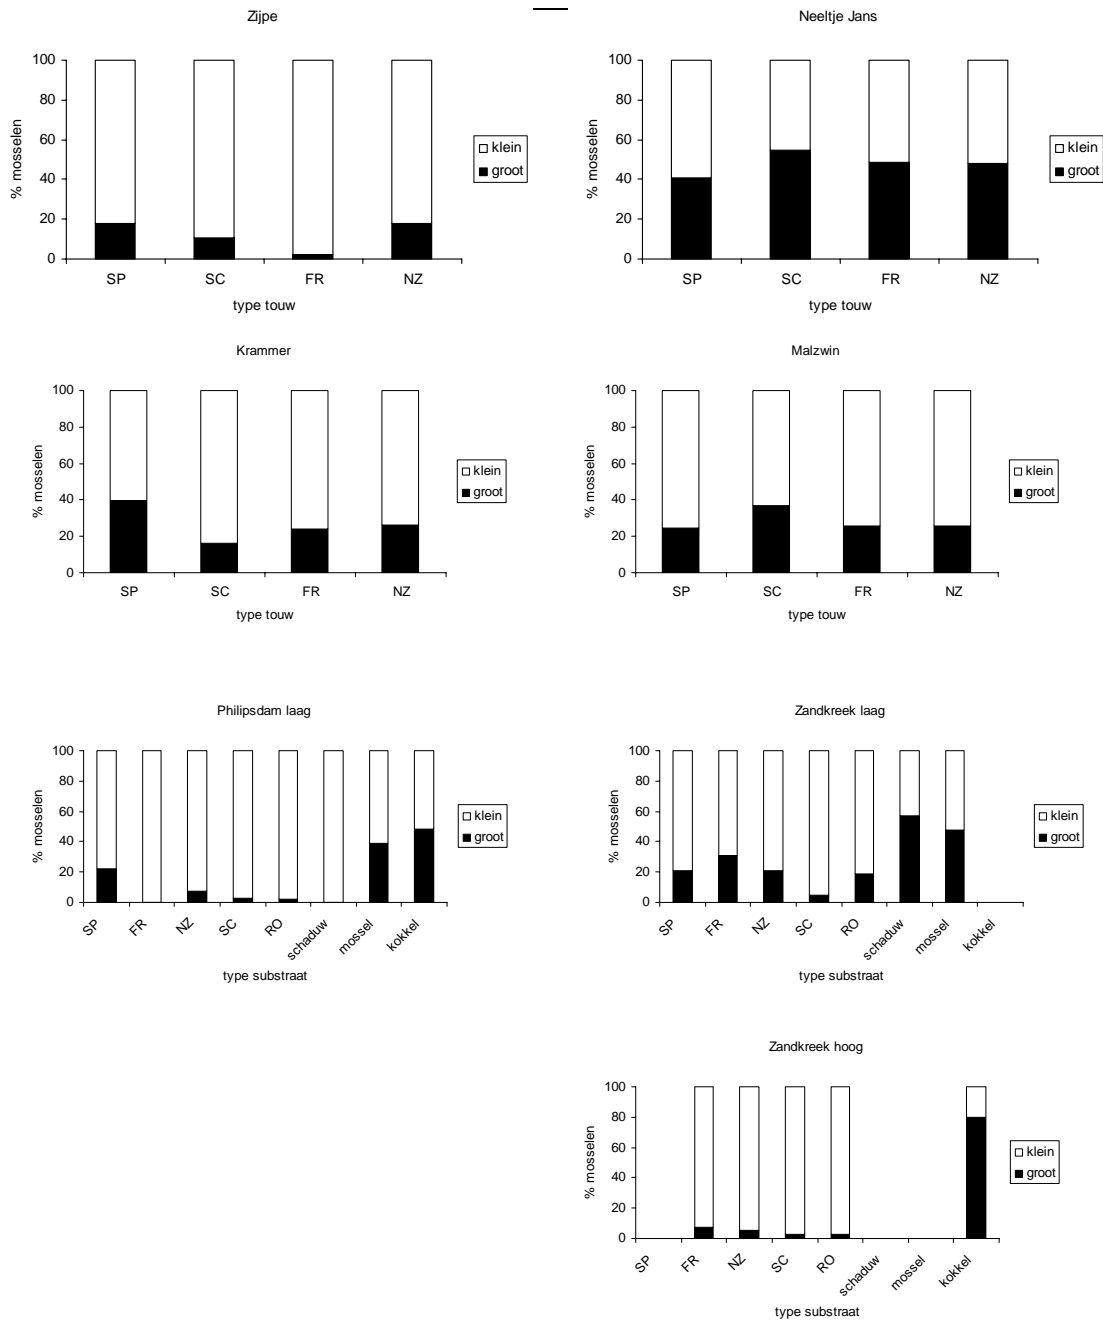 Zijpe
100
80
60
40
20
0
% mosselen
SP SC FR NZ
type touw
klein
groot
Neeltje Jans
100
80
60
40
20
0
% mosselen
SP SC FR NZ
type touw
klein
groot
Krammer
100
80
60
40
20
0
% mosselen
SP SC FR NZ
type touw
klein
groot
Malzwin
100
80
60
40
20
0
% mosselen
SP SC FR NZ
type touw
klein
groot
Philipsdam laag
100
80
60
40
20
0
% mosselen
SP FR NZ SC RO schaduw mossel kokkel
type substraat
klein
groot
Zandkreek laag
100
80
60
40
20
0
% mosselen
SP FR NZ SC RO schaduw mossel kokkel
type substraat
klein
groot
Zandkreek hoog
100
80
60
40
20
0
% mosselen
SP FR NZ SC RO schaduw mossel kokkel
type substraat
klein
groot